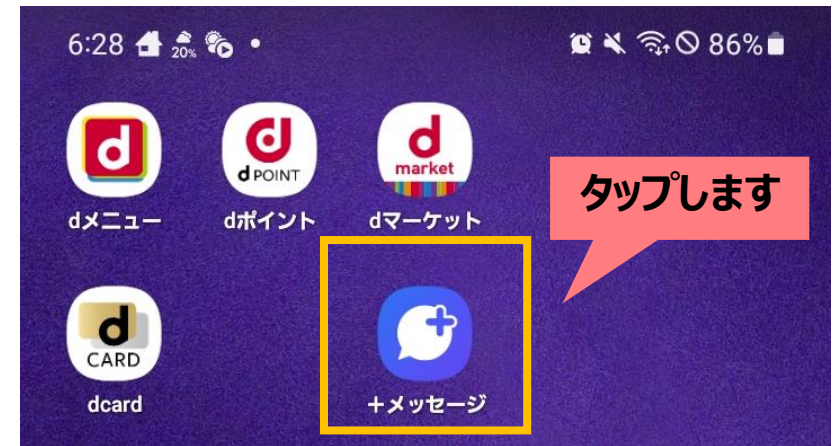 6:28 20% 86%
d
d
d POINT
d
market
タップします
dメニュー dポイント dマーケット
d
CARD
dcard +メッセージ